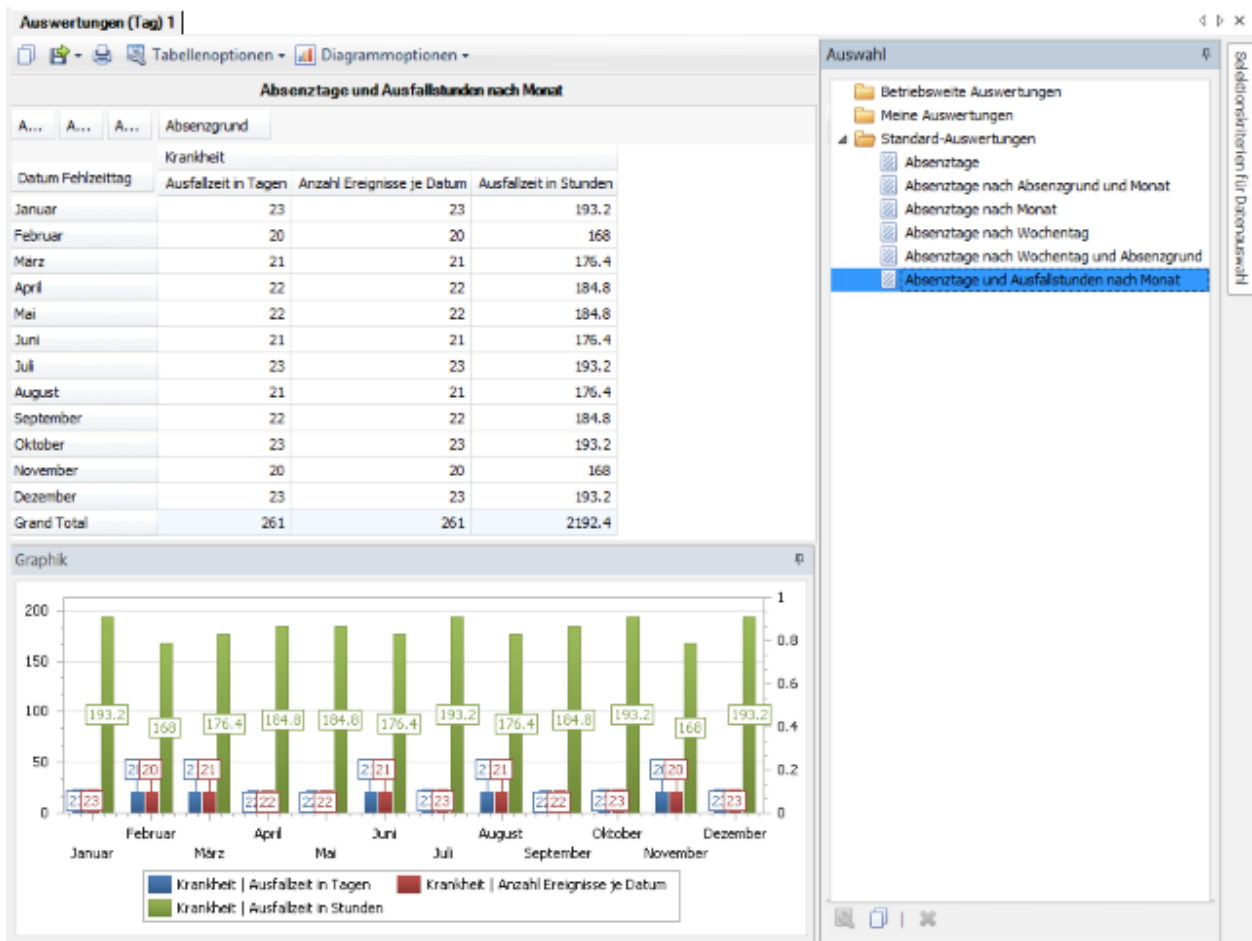 Auswertungen (Tag) 1
Tabellenoptionen
Diagrammoptionen
Absenztage und Ausfallstunden nach Monat
A... A... A... Absenzgrund
Krankheit
Datum Fehlzeittag Ausfallzeit in Tagen Anzahl Ereignisse je Datum Ausfallzeit in Stunden
Januar 23 23 193.2
Februar 20 20 168
März 21 21 176.4
April 22 22 184.8
Mai 22 22 184.8
Juni 21 21 176.4
Juli 23 23 193.2
August 21 21 176.4
September 22 22 184.8
Oktober 23 23 193.2
November 20 20 168
Dezember 23 23 193.2
Grand Total 261 261 2192.4
Graphik
200
150
100
50
0
1
0.8
0.6
0.4
0.2
0
193.2 168 176.4 184.8 184.8 176.4 193.2 176.4 184.8 193.2 168 193.2
23 20 21 22 22 21 23 21 22 23 20 23
Februar April Juni August Oktober Dezember
Januar März Mai Juli September November
Krankheit | Ausfallzeit in Tagen
Krankheit | Anzahl Ereignisse je Datum
Krankheit | Ausfallzeit in Stunden
Auswahl
Betriebsweite Auswertungen
Meine Auswertungen
Standard-Auswertungen
Absenztage
Absenztage nach Absenzgrund und Monat
Absenztage nach Monat
Absenztage nach Wochentag
Absenztage nach Wochentag und Absenzgrund
Absenztage und Ausfallstunden nach Monat
Selektionskriterien für Datenauswahl